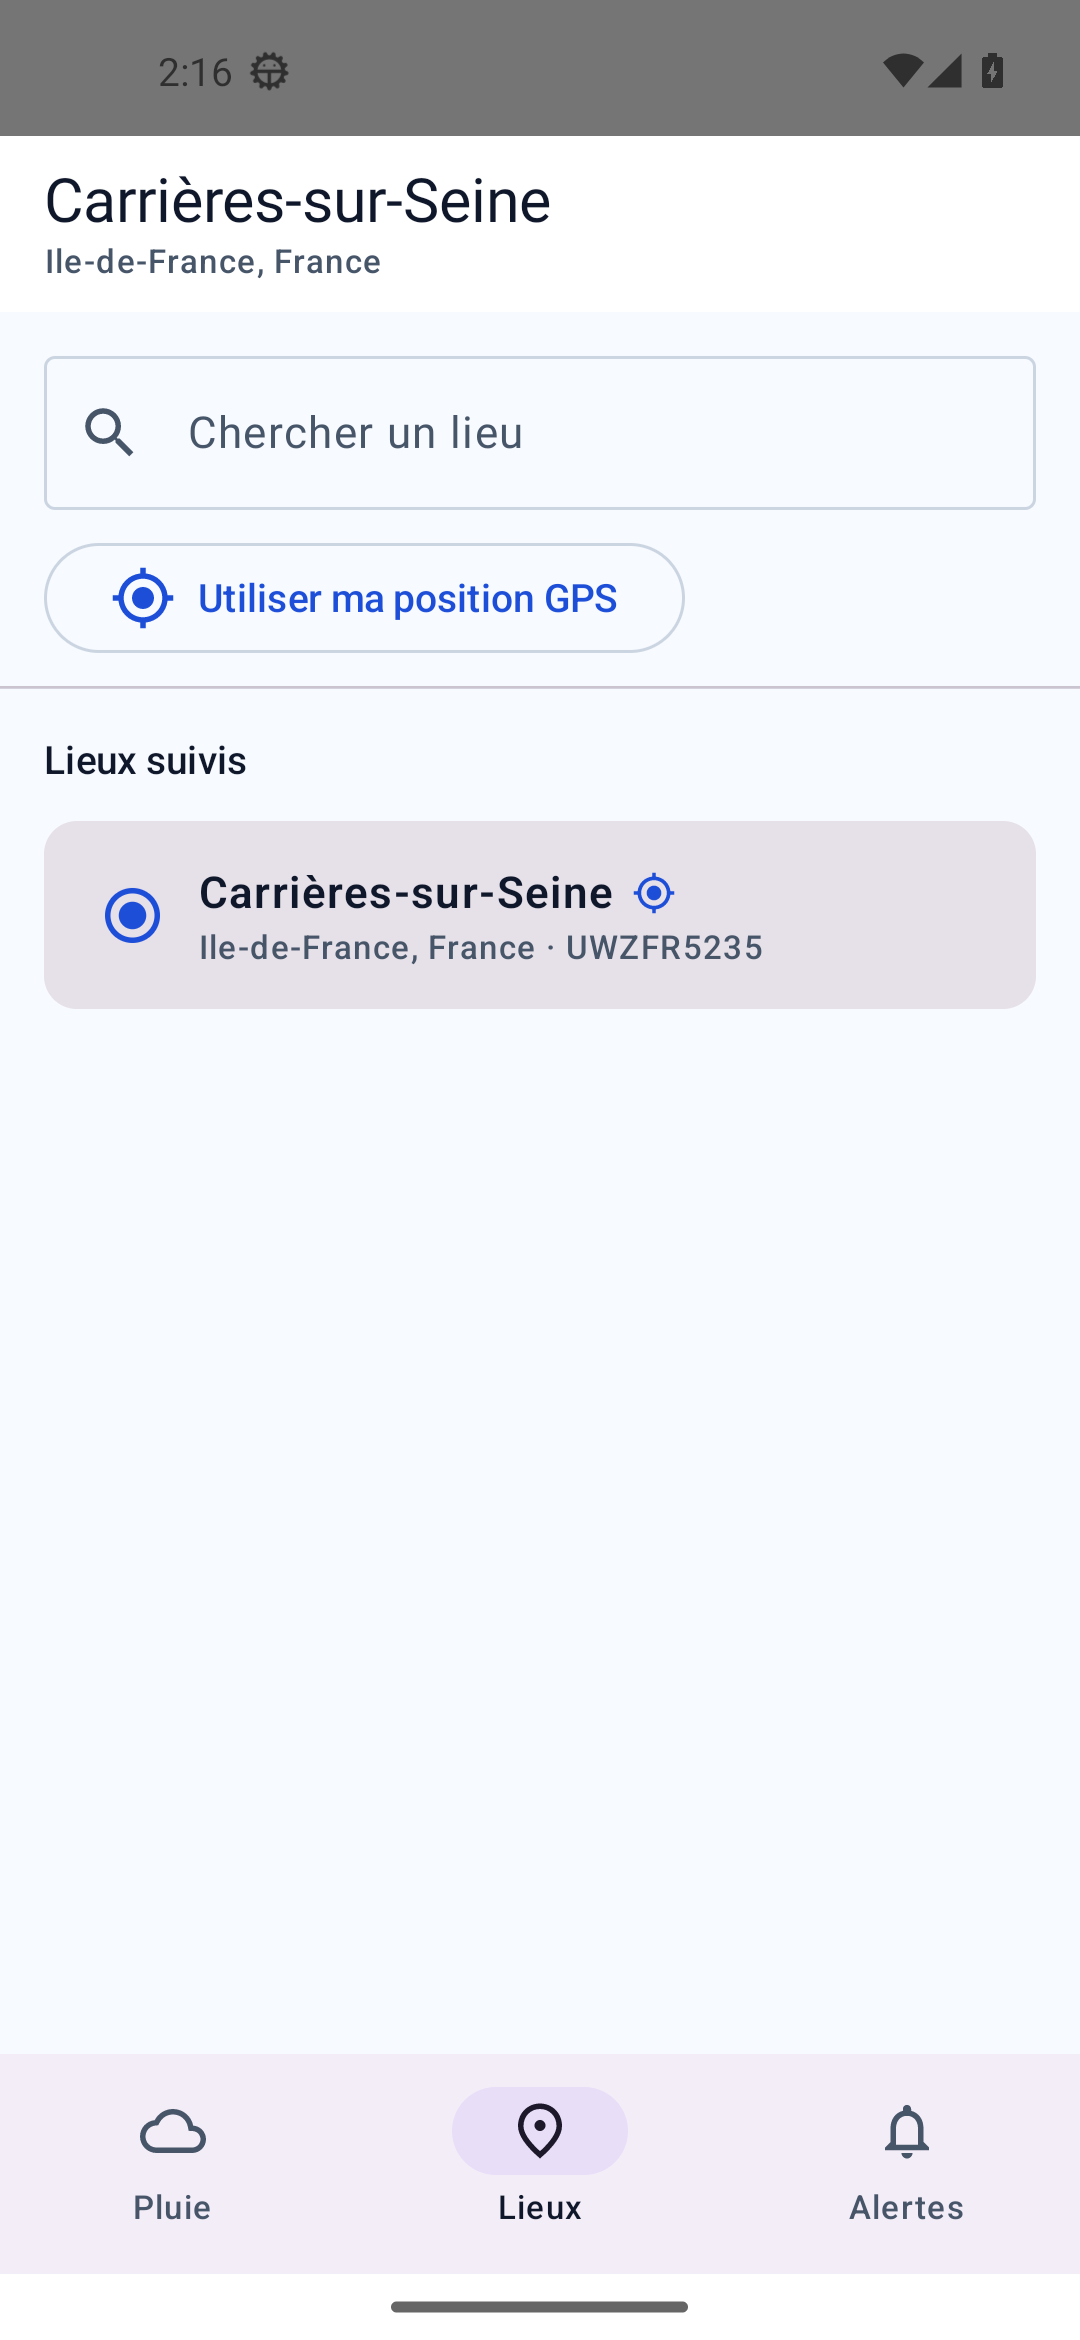 2:16
Carrières-sur-Seine
Ile-de-France, France
Chercher un lieu
Utiliser ma position GPS
Lieux suivis
Carrières-sur-Seine
Ile-de-France, France · UWZFR5235
Pluie
Lieux
Alertes